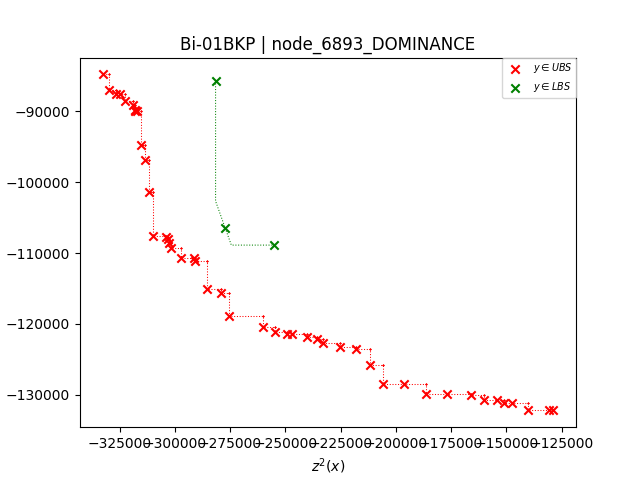 Bi-01BKP | node_6893_DOMINANCE
y ∈ UBS
y ∈ LBS
−90000
−100000
−110000
−120000
−130000
−325000 −300000 −275000 −250000 −225000 −200000 −175000 −150000 −125000
z²(x)